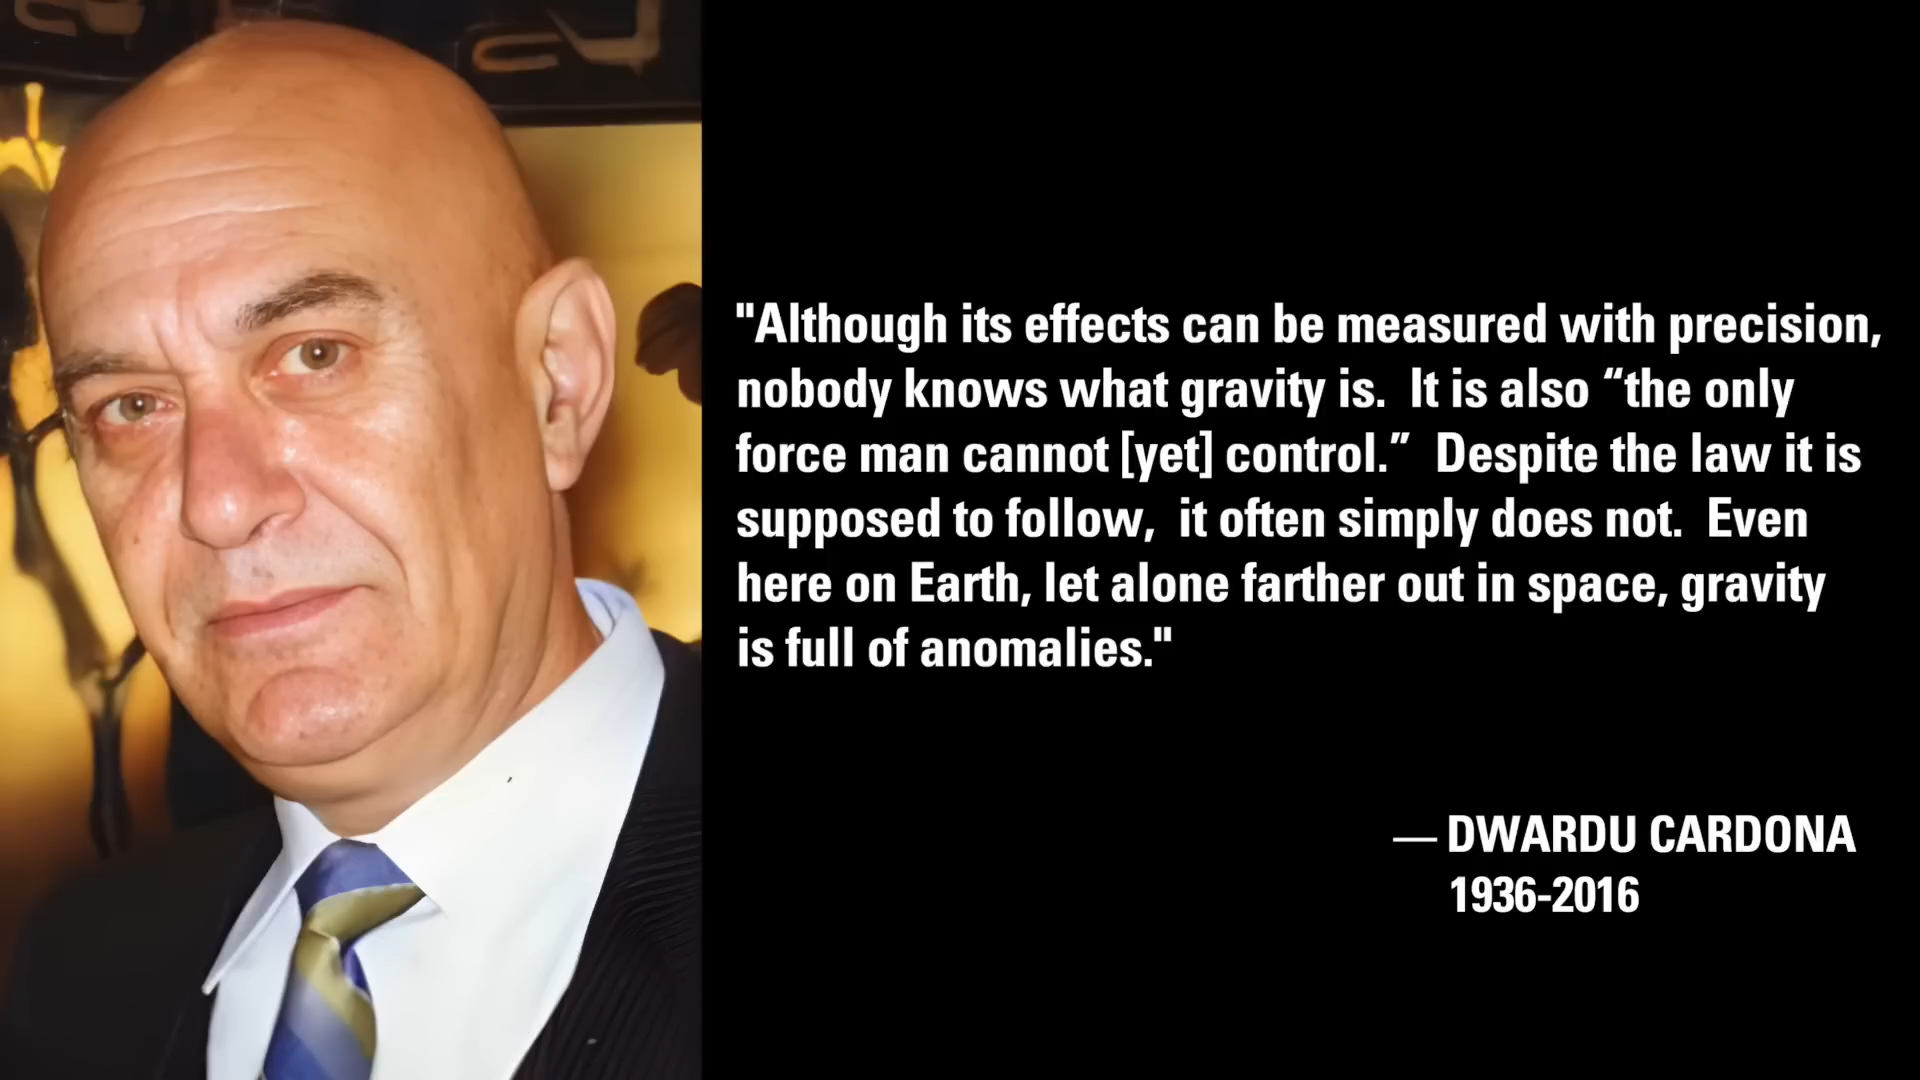 "Although its effects can be measured with precision,
nobody knows what gravity is.  It is also “the only
force man cannot [yet] control.”  Despite the law it is
supposed to follow,  it often simply does not.  Even
here on Earth, let alone farther out in space, gravity
is full of anomalies."
— DWARDU CARDONA
1936-2016